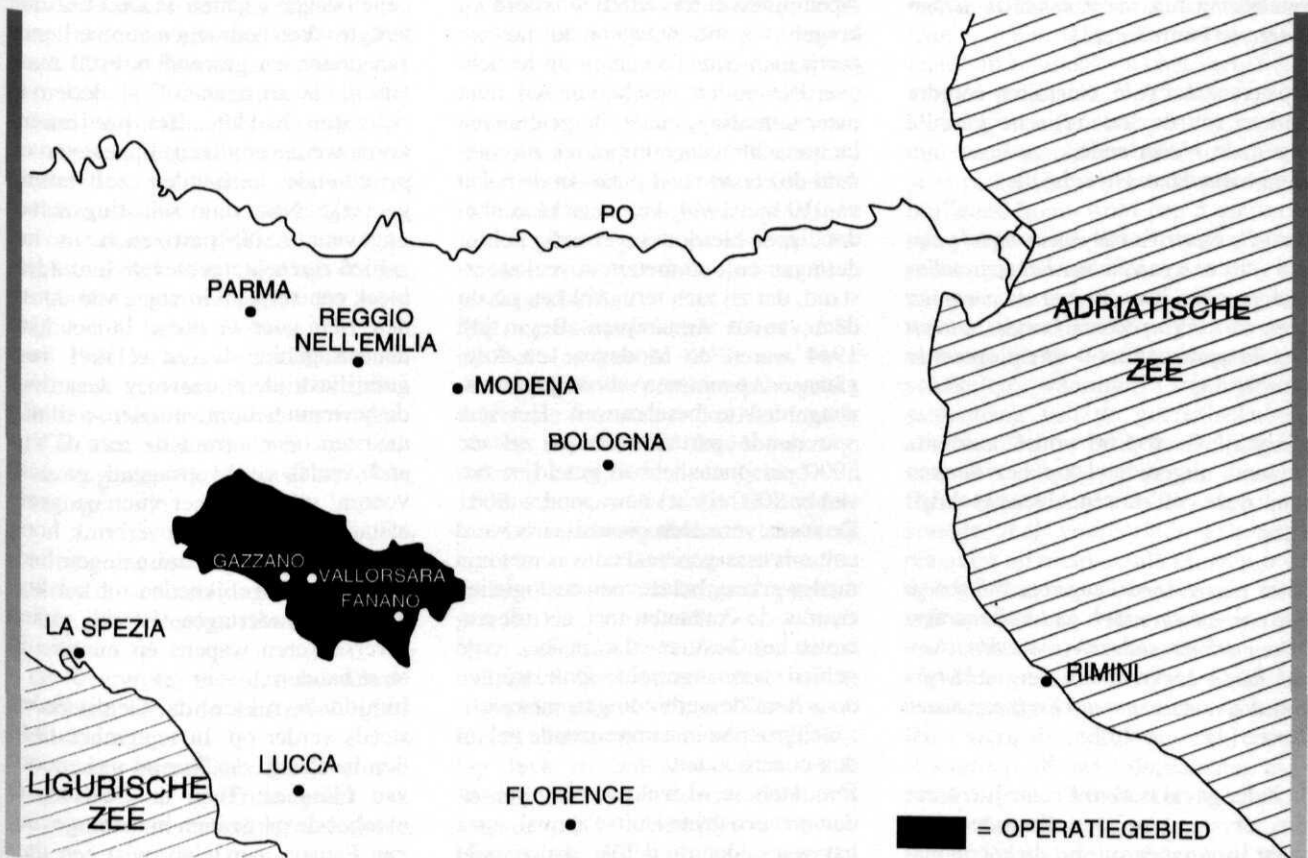 PO
PARMA
REGGIO
NELL'EMILIA
MODENA
BOLOGNA
ADRIATISCHE
ZEE
GAZZANO
VALLORSARA
FANANO
LA SPEZIA
RIMINI
LIGURISCHE
ZEE
LUCCA
FLORENCE
= OPERATIEGEBIED